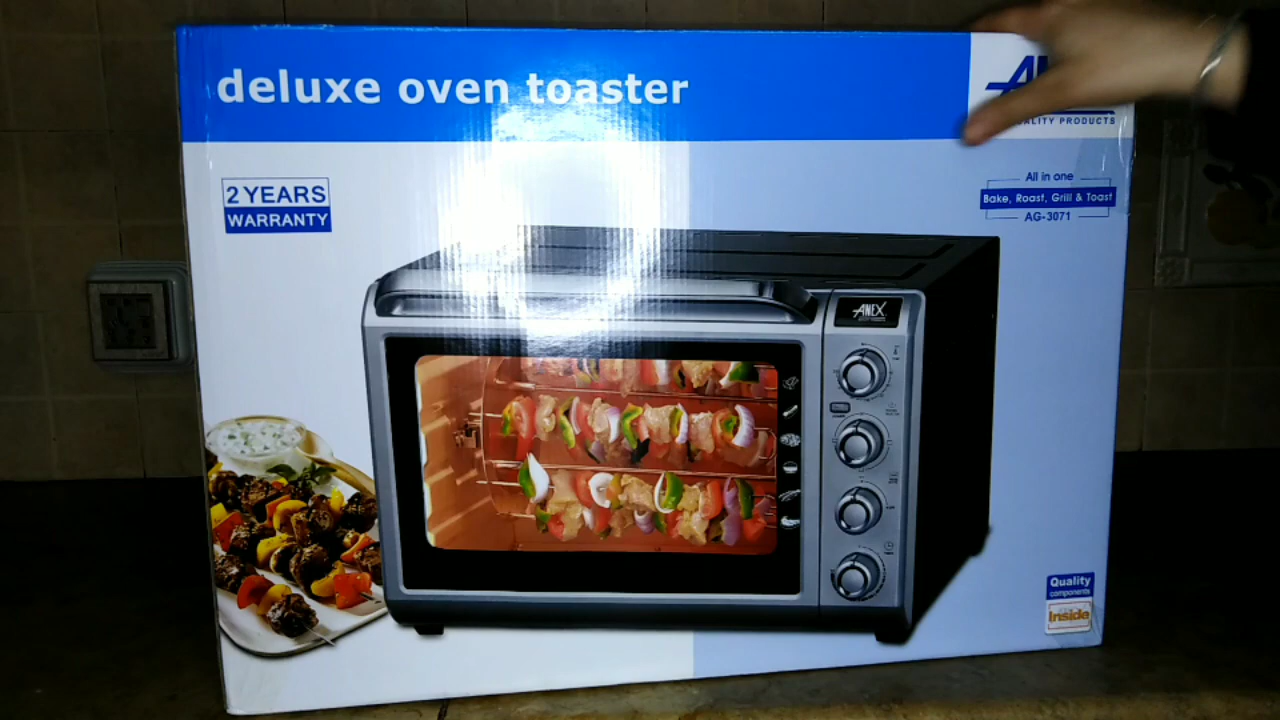 deluxe oven toaster
ALITY PRODUCTS
2 YEARS
WARRANTY
All in one
Bake, Roast, Grill & Toast
AG-3071
ANEX
Quality
components
Inside